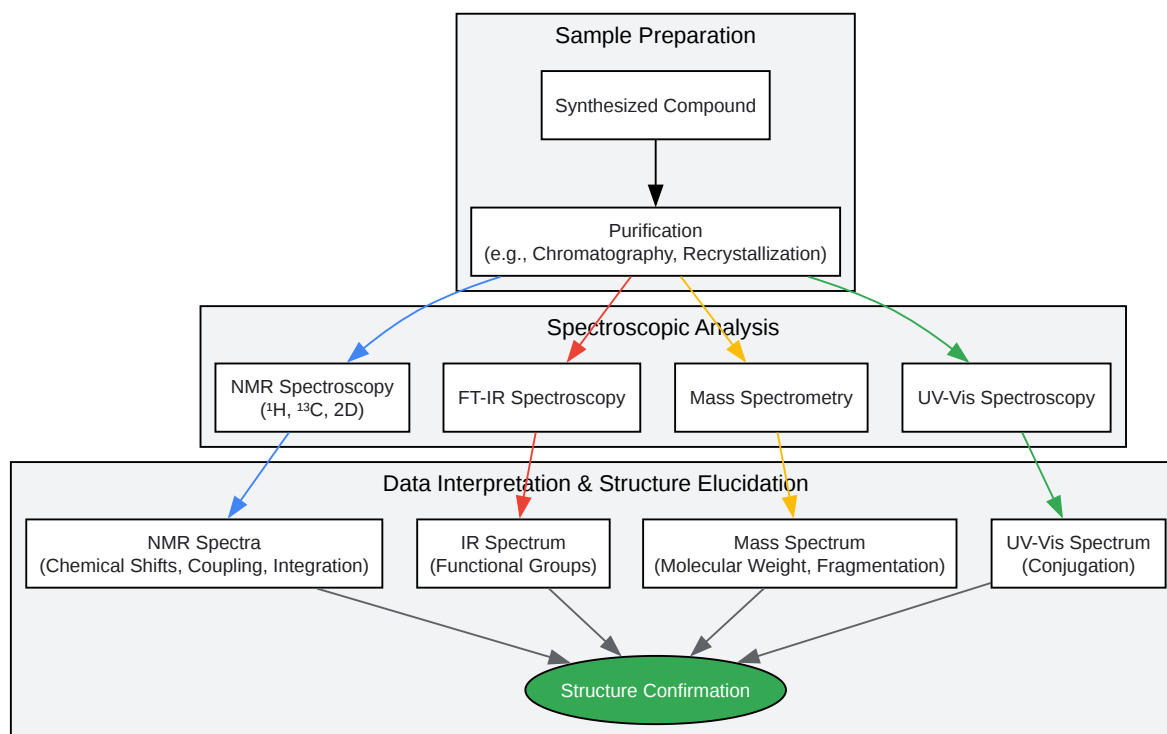 Sample Preparation
Synthesized Compound
Purification
(e.g., Chromatography, Recrystallization)
Spectroscopic Analysis
NMR Spectroscopy
(¹H, ¹³C, 2D)
FT-IR Spectroscopy
Mass Spectrometry
UV-Vis Spectroscopy
Data Interpretation & Structure Elucidation
NMR Spectra
(Chemical Shifts, Coupling, Integration)
IR Spectrum
(Functional Groups)
Mass Spectrum
(Molecular Weight, Fragmentation)
UV-Vis Spectrum
(Conjugation)
Structure Confirmation